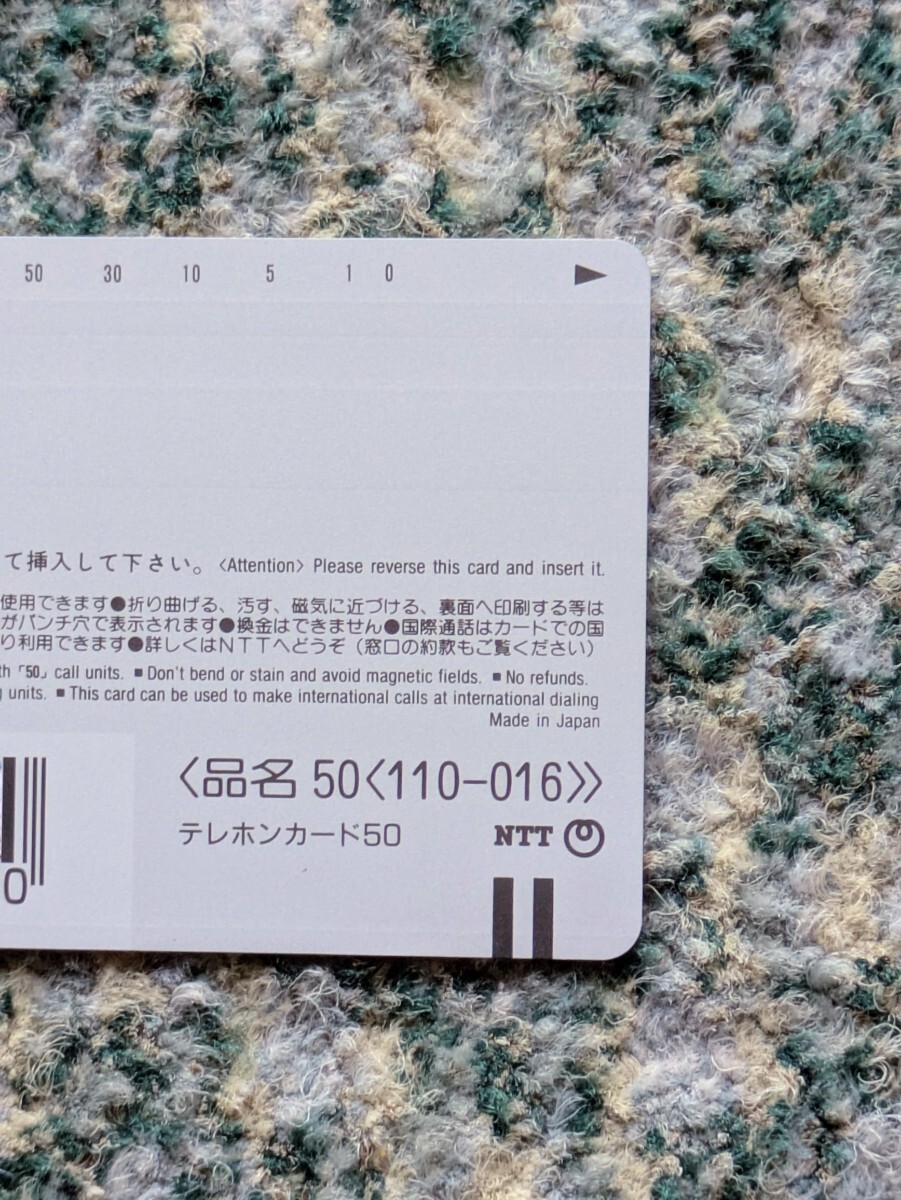 50 30 10 5 1 0 ▶
て挿入して下さい。〈Attention〉 Please reverse this card and insert it.
使用できます●折り曲げる、汚す、磁気に近づける、裏面へ印刷する等は
がパンチ穴で表示されます●換金はできません●国際通話はカードでの国
り利用できます●詳しくはNTTへどうぞ（窓口の約款もご覧ください）
th「50」call units. ■ Don't bend or stain and avoid magnetic fields. ■ No refunds.
units. ■ This card can be used to make international calls at international dialing
Made in Japan
〈品名 50〈110-016〉〉
テレホンカード50 NTT
0